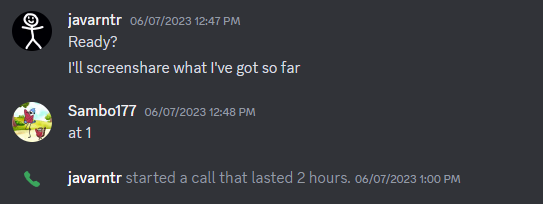 javarntr 06/07/2023 12:47 PM
Ready?
I'll screenshare what I've got so far
Sambo177 06/07/2023 12:48 PM
at 1
javarntr started a call that lasted 2 hours. 06/07/2023 1:00 PM